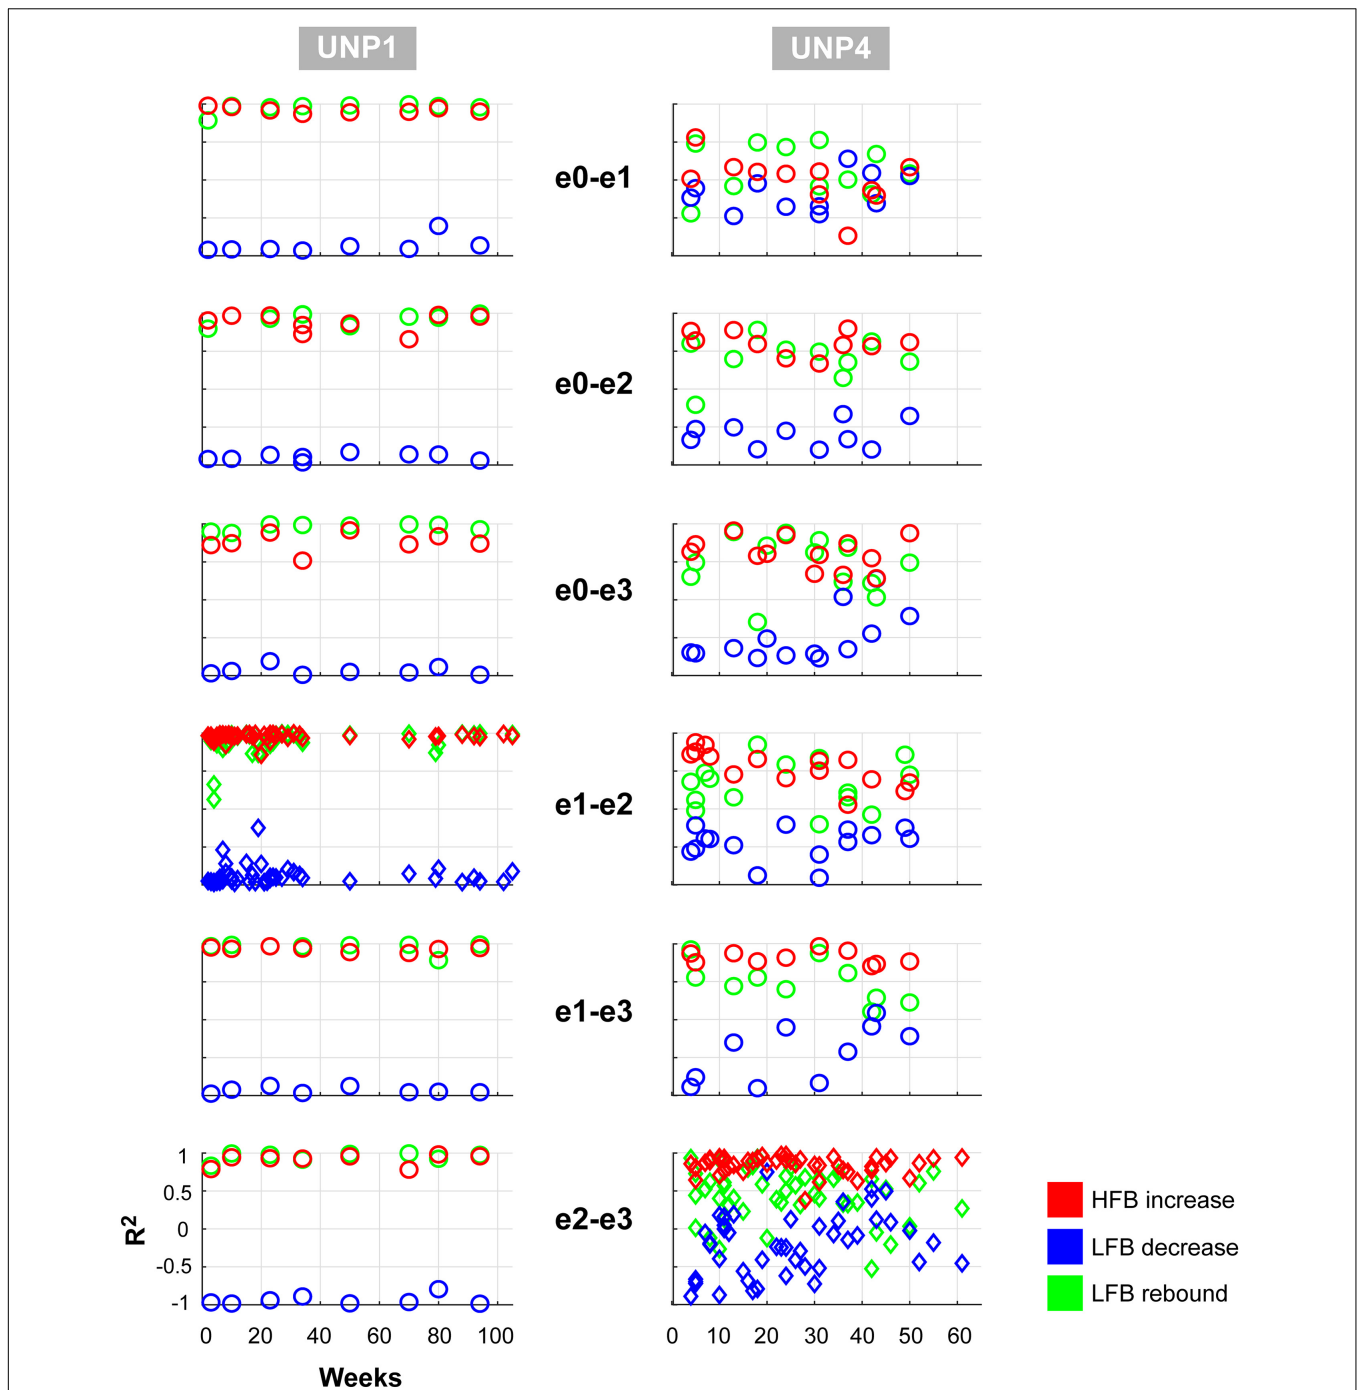 UNP1 UNP4
e0-e1
e0-e2
e0-e3
e1-e2
e1-e3
e2-e3
1
0.5
0
-0.5
-1
R²
0 20 40 60 80 100
0 10 20 30 40 50 60
Weeks
HFB increase
LFB decrease
LFB rebound